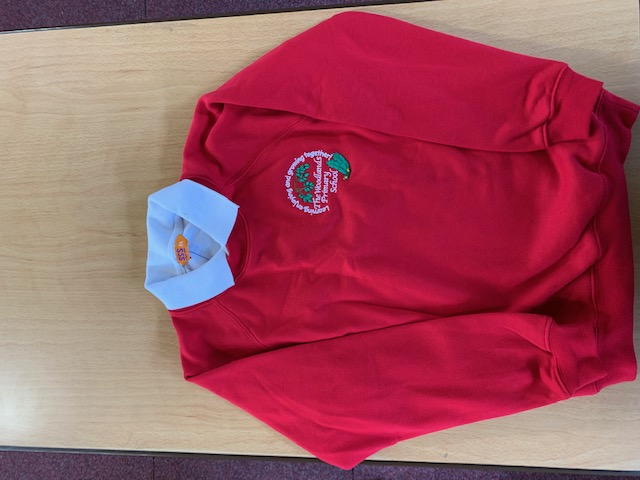 Learning, enjoying and growing together!
The Woodlands
Primary
School